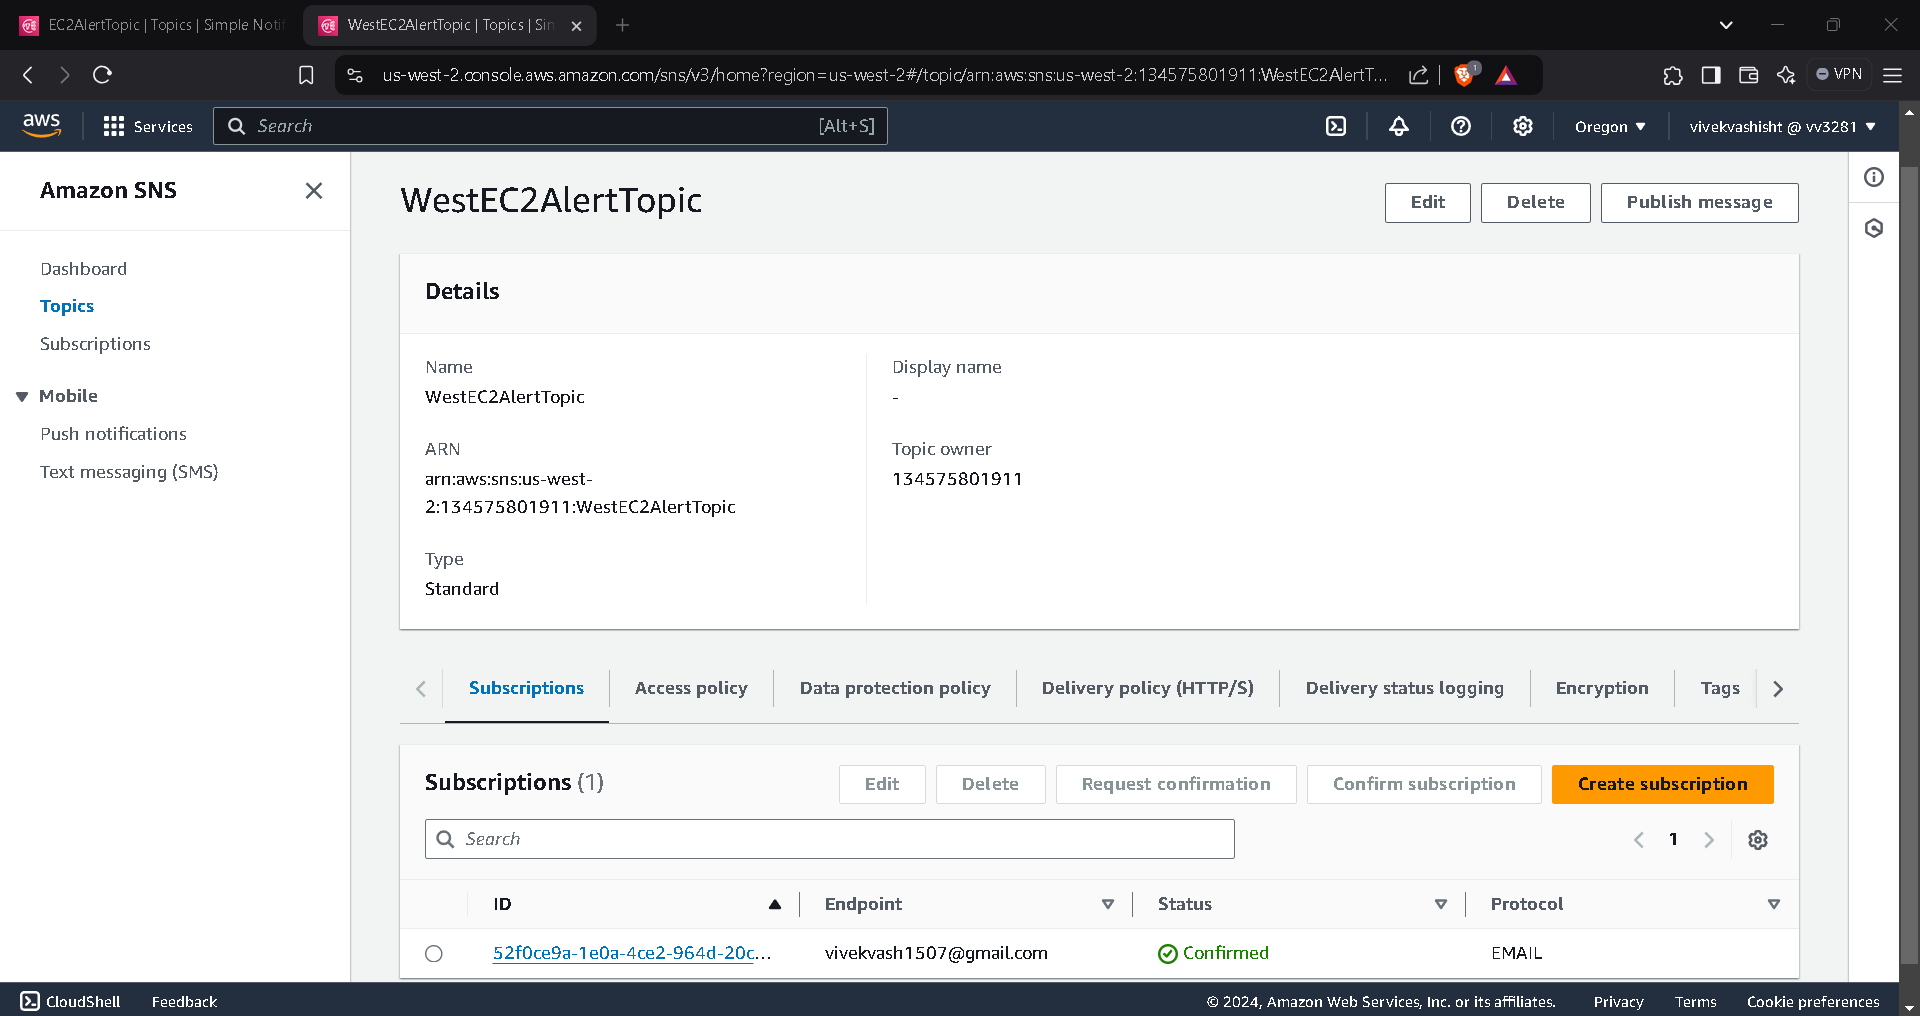 EC2AlertTopic | Topics | Simple Noti
WestEC2AlertTopic | Topics | Sin
us-west-2.console.aws.amazon.com/sns/v3/home?region=us-west-2#/topic/arn:aws:sns:us-west-2:134575801911:WestEC2AlertT...
1
VPN
aws
Services
Search
[Alt+S]
Oregon
vivekvashisht @ vv3281
Amazon SNS
Dashboard
Topics
Subscriptions
Mobile
Push notifications
Text messaging (SMS)
WestEC2AlertTopic
Edit
Delete
Publish message
Details
Name
WestEC2AlertTopic
ARN
arn:aws:sns:us-west-
2:134575801911:WestEC2AlertTopic
Type
Standard
Display name
-
Topic owner
134575801911
Subscriptions
Access policy
Data protection policy
Delivery policy (HTTP/S)
Delivery status logging
Encryption
Tags
Subscriptions (1)
Edit
Delete
Request confirmation
Confirm subscription
Create subscription
Search
1
ID
Endpoint
Status
Protocol
52f0ce9a-1e0a-4ce2-964d-20c...
vivekvash1507@gmail.com
Confirmed
EMAIL
CloudShell
Feedback
© 2024, Amazon Web Services, Inc. or its affiliates.
Privacy
Terms
Cookie preferences